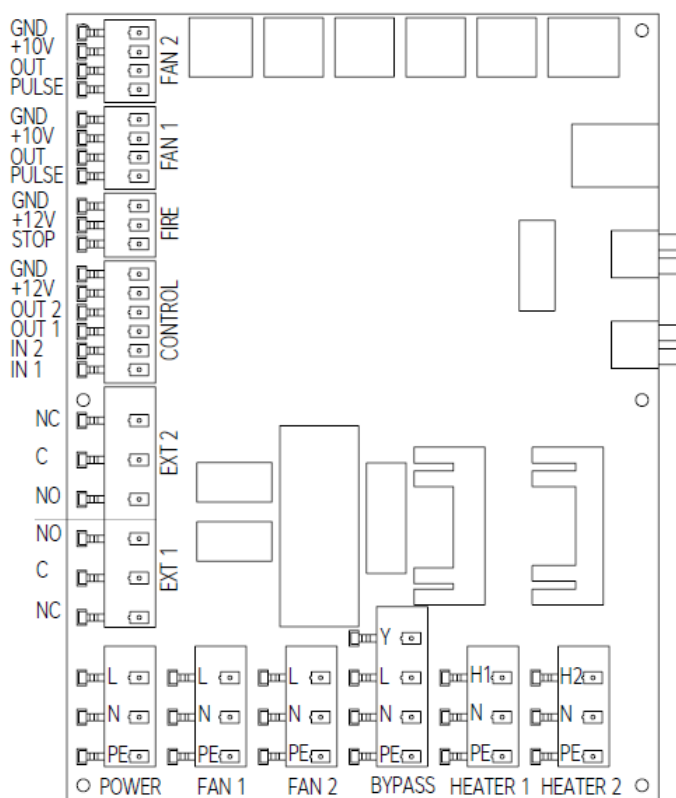 GND
+10V
OUT
PULSE
FAN 2
GND
+10V
OUT
PULSE
FAN 1
GND
+12V
STOP
FIRE
GND
+12V
OUT 2
OUT 1
IN 2
IN 1
CONTROL
NC
C
NO
EXT 2
NO
C
NC
EXT 1
Y
L L L L H1 H2
N N N N N N
PE PE PE PE PE PE
POWER FAN 1 FAN 2 BYPASS HEATER 1 HEATER 2